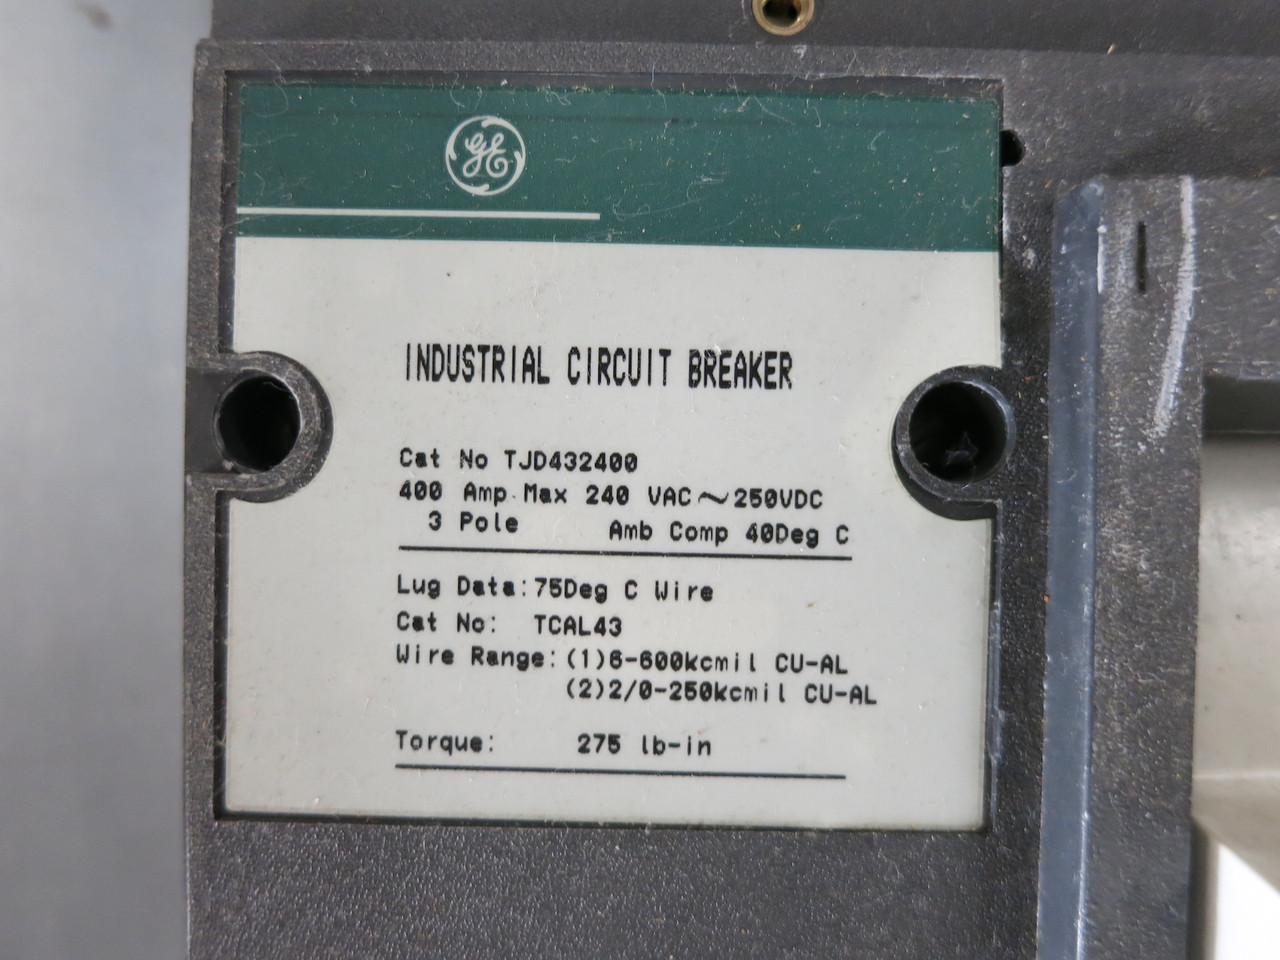 GE
INDUSTRIAL CIRCUIT BREAKER
Cat No TJD432400
400 Amp Max 240 VAC～250VDC
3 Pole Amb Comp 40Deg C
Lug Data:75Deg C Wire
Cat No: TCAL43
Wire Range:(1)6-600kcmil CU-AL
(2)2/0-250kcmil CU-AL
Torque: 275 lb-in